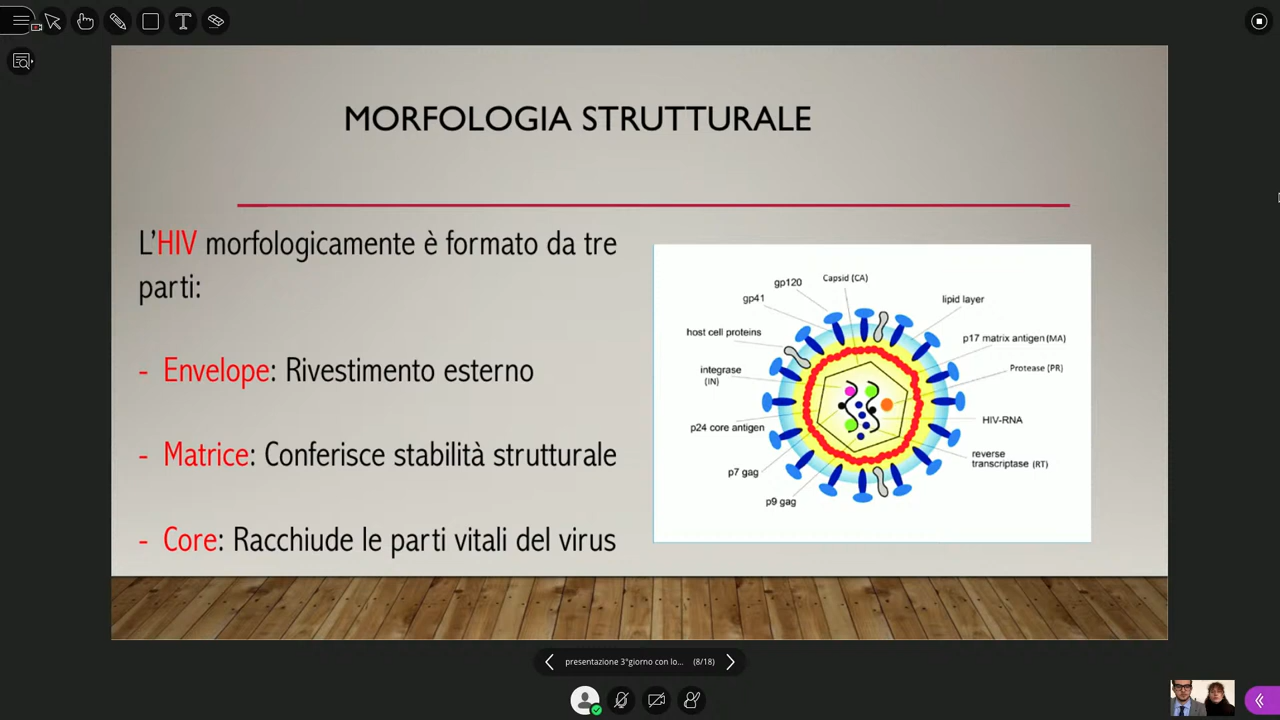 MORFOLOGIA STRUTTURALE
L'HIV morfologicamente è formato da tre
parti:
- Envelope: Rivestimento esterno
- Matrice: Conferisce stabilità strutturale
- Core: Racchiude le parti vitali del virus
Capsid (CA)
gp120
gp41
lipid layer
host cell proteins
p17 matrix antigen (MA)
integrase
(IN)
Protease (PR)
p24 core antigen
HIV-RNA
reverse
transcriptase (RT)
p7 gag
p9 gag
presentazione 3°giorno con lo... (8/18)